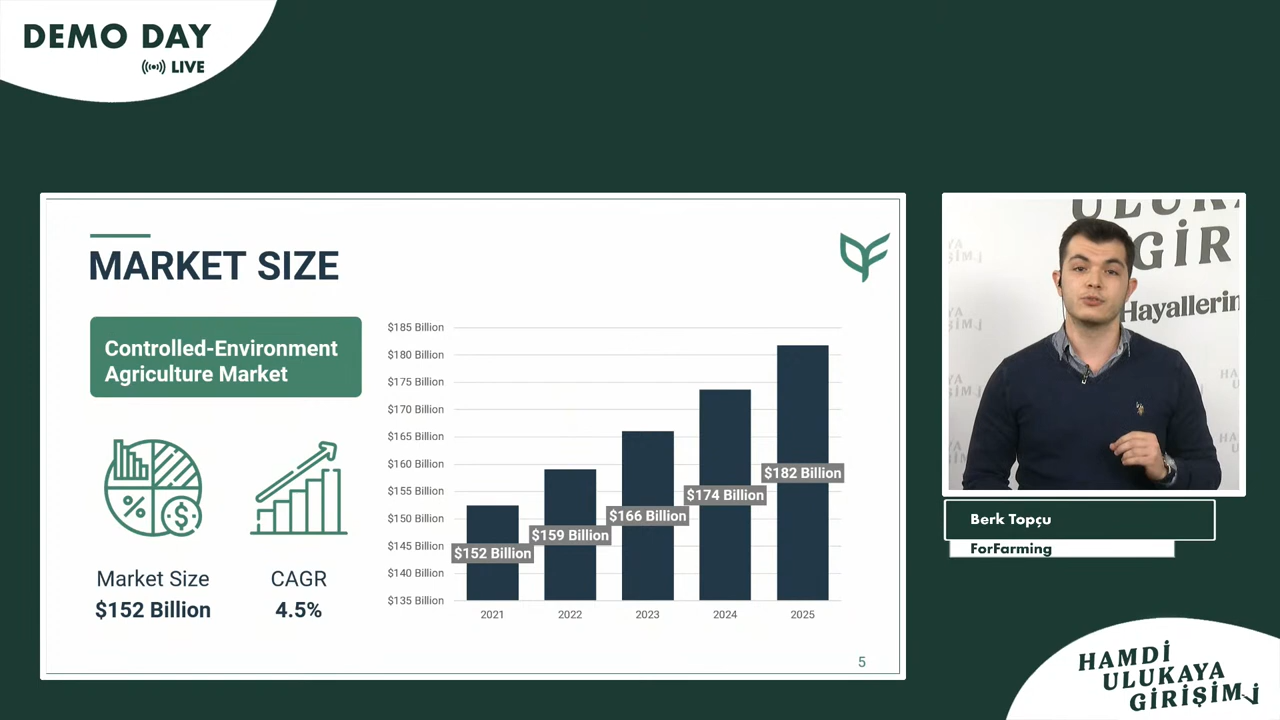 DEMO DAY
LIVE
MARKET SIZE
Controlled-Environment
Agriculture Market
Market Size
$152 Billion
CAGR
4.5%
$185 Billion
$180 Billion
$175 Billion
$170 Billion
$165 Billion
$160 Billion
$155 Billion
$150 Billion
$145 Billion
$140 Billion
$135 Billion
$152 Billion
$159 Billion
$166 Billion
$174 Billion
$182 Billion
2021
2022
2023
2024
2025
5
GİR
Hayallerin
Berk Topçu
ForFarming
HAMDİ
ULUKAYA
GİRİŞİMİ